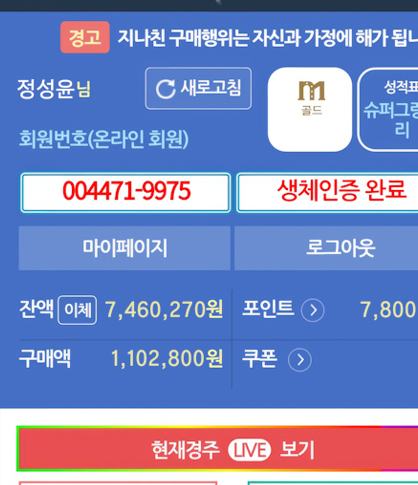 경고 지나친 구매행위는 자신과 가정에 해가 됩니
정성윤님 새로고침
골드
성적표
슈퍼그랑
리
회원번호(온라인 회원)
004471-9975 생체인증 완료
마이페이지 로그아웃
잔액 이체 7,460,270원 포인트 7,800
구매액 1,102,800원 쿠폰
현재경주 LIVE 보기